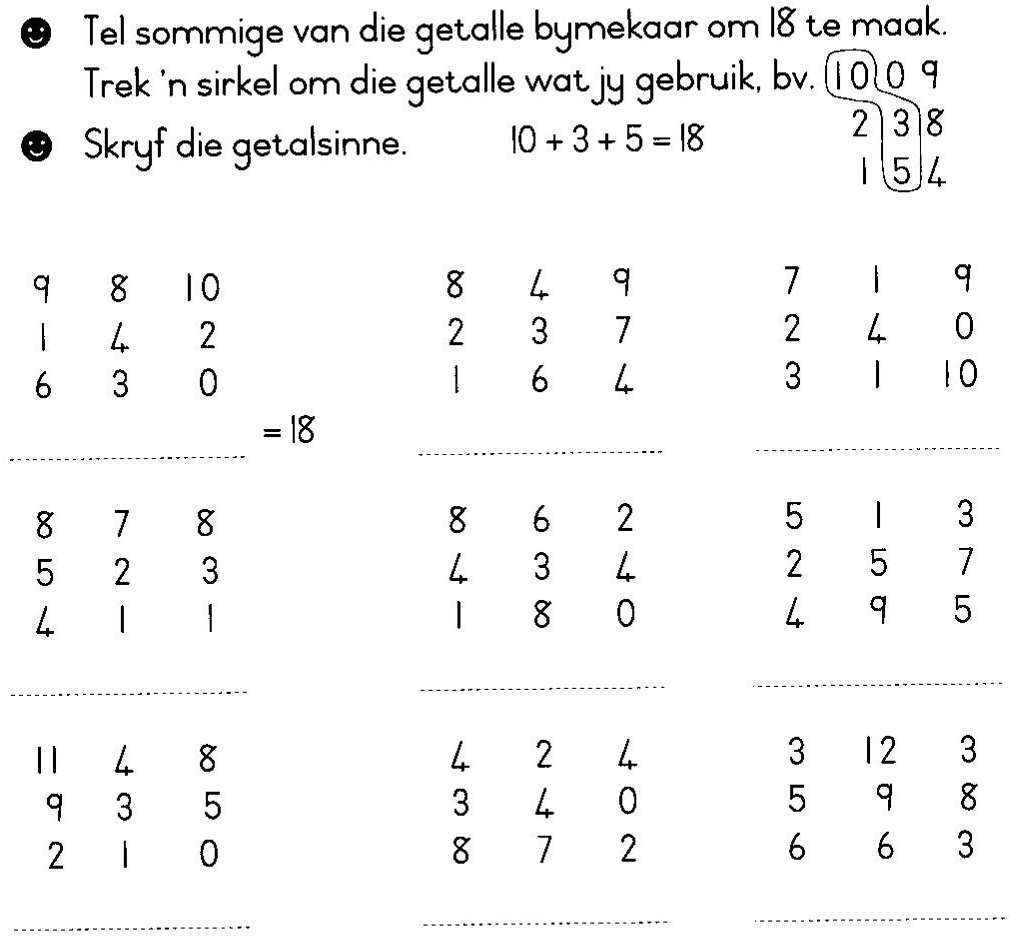 Tel sommige van die getalle bymekaar om 18 te maak.
Trek 'n sirkel om die getalle wat jy gebruik, bv. 10 0 9
2 3 8
Skryf die getalsinne. 10 + 3 + 5 = 18
1 5 4
9 8 10 8 4 9 7 1 9
1 4 2 2 3 7 2 4 0
6 3 0 1 6 4 3 1 10
= 18
8 7 8 8 6 2 5 1 3
5 2 3 4 3 4 2 5 7
4 1 1 1 8 0 4 9 5
11 4 8 4 2 4 3 12 3
9 3 5 3 4 0 5 9 8
2 1 0 8 7 2 6 6 3